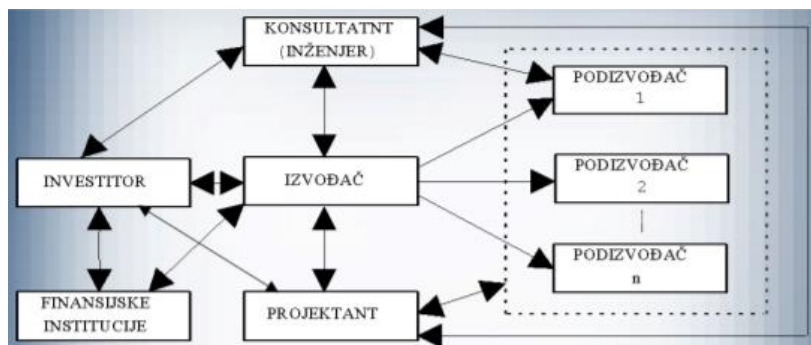 KONSULTATNT
(INŽENJER)
PODIZVOĐAČ
1
INVESTITOR
IZVOĐAČ
PODIZVOĐAČ
2
PODIZVOĐAČ
n
FINANSIJSKE
INSTITUCIJE
PROJEKTANT